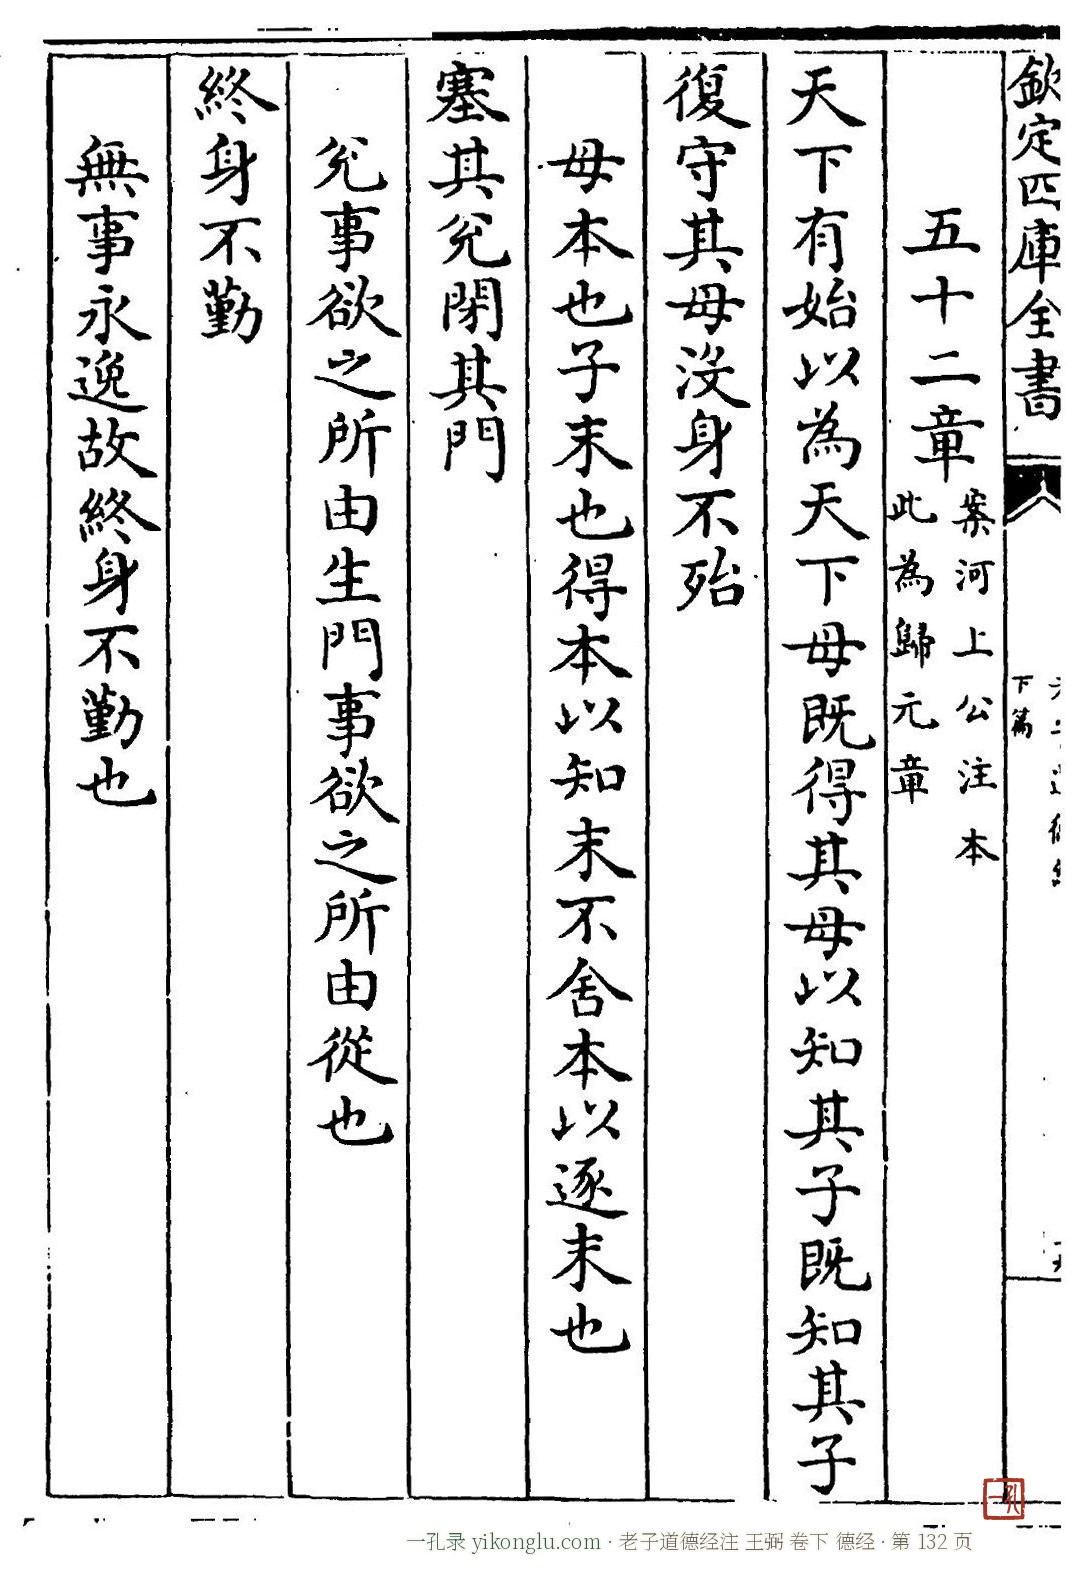 欽定四庫全書
下篇
五十二章
案河上公注本
此為歸元章
天下有始以為天下母既得其母以知其子既知其子
復守其母沒身不殆
母本也子末也得本以知末不舍本以逐末也
塞其兊閉其門
兊事欲之所由生門事欲之所由從也
終身不勤
無事永逸故終身不勤也
一孔
一孔录 yikonglu.com · 老子道德经注 王弼 卷下 德经 · 第 132 页